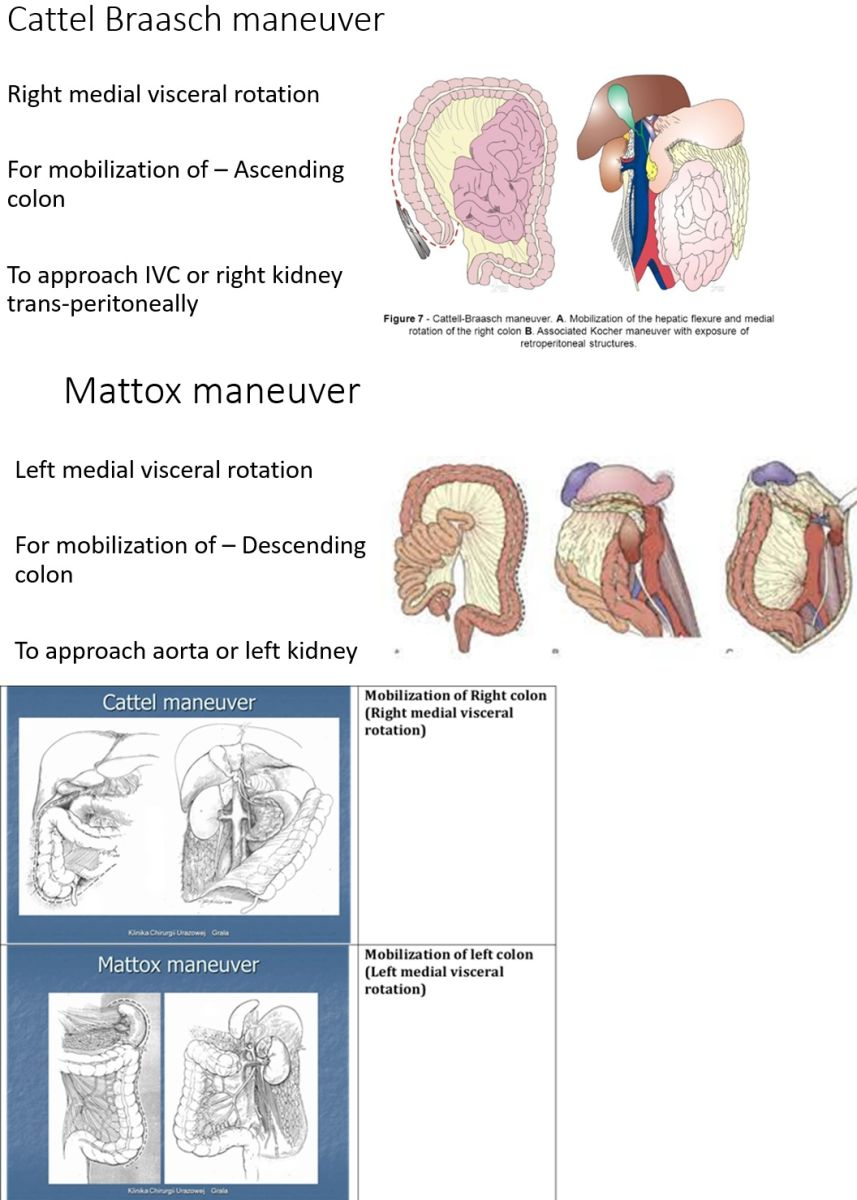 Cattel Braasch maneuver
Right medial visceral rotation
For mobilization of – Ascending
colon
To approach IVC or right kidney
trans-peritoneally
Figure 7 - Cattell-Braasch maneuver. A. Mobilization of the hepatic flexure and medial
rotation of the right colon B. Associated Kocher maneuver with exposure of
retroperitoneal structures.
Mattox maneuver
Left medial visceral rotation
For mobilization of – Descending
colon
To approach aorta or left kidney
A
B
C
Cattel maneuver
Klinika Chirurgii Urazowej Grala
Mobilization of Right colon
(Right medial visceral
rotation)
Mattox maneuver
Klinika Chirurgii Urazowej Grala
Mobilization of left colon
(Left medial visceral
rotation)